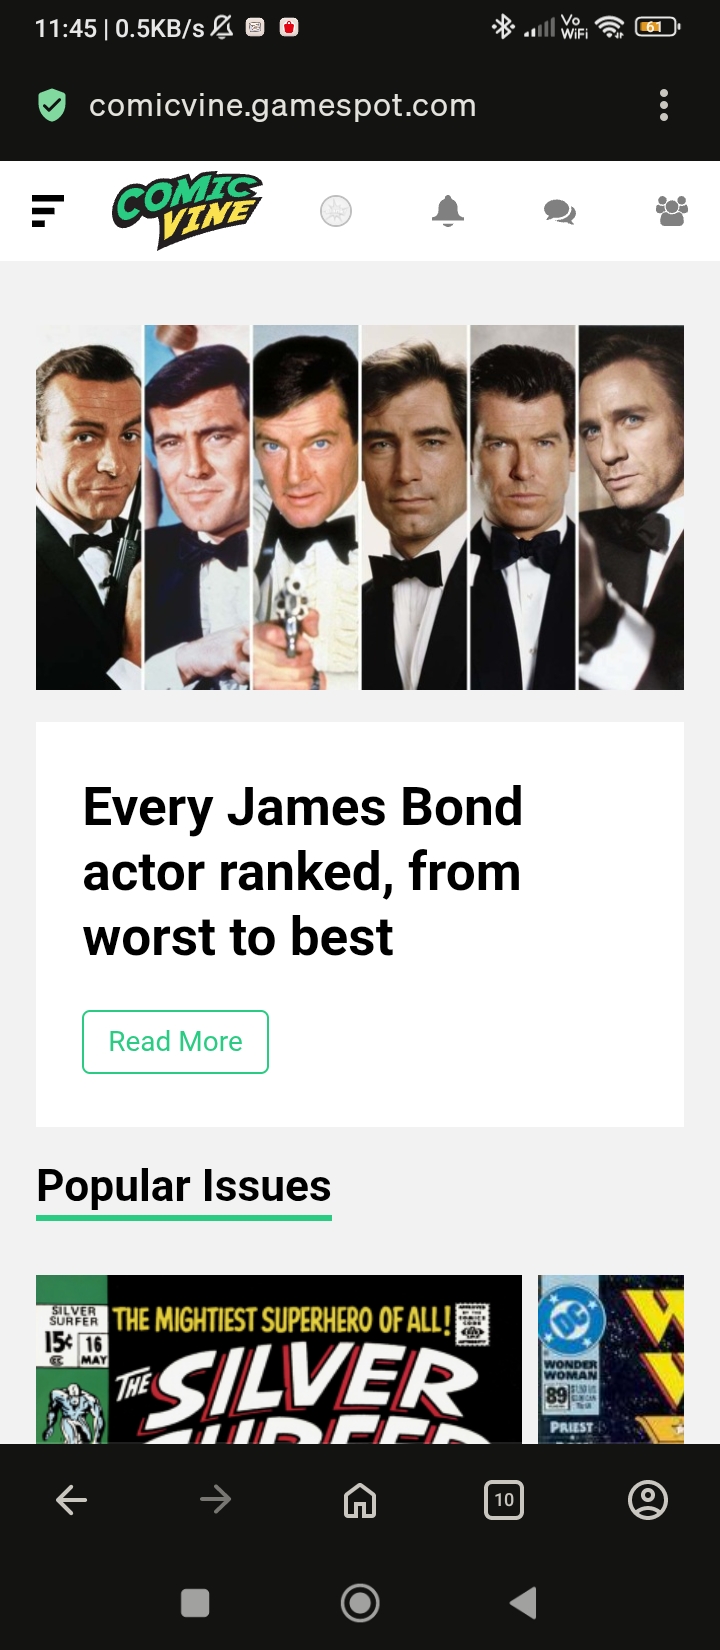 11:45 | 0.5KB/s
Vo
WiFi
61
comicvine.gamespot.com
COMIC
VINE
Every James Bond
actor ranked, from
worst to best
Read More
Popular Issues
SILVER
SURFER
15¢
16
MAY
THE MIGHTIEST SUPERHERO OF ALL!
THE SILVER
SURFER
DC
WONDER
WOMAN
89
PRIEST
10